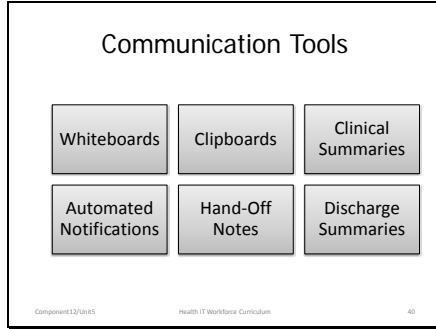 Communication Tools
Whiteboards
Clipboards
Clinical
Summaries
Automated
Notifications
Hand-Off
Notes
Discharge
Summaries
Component12/Unit5
Health IT Workforce Curriculum
40